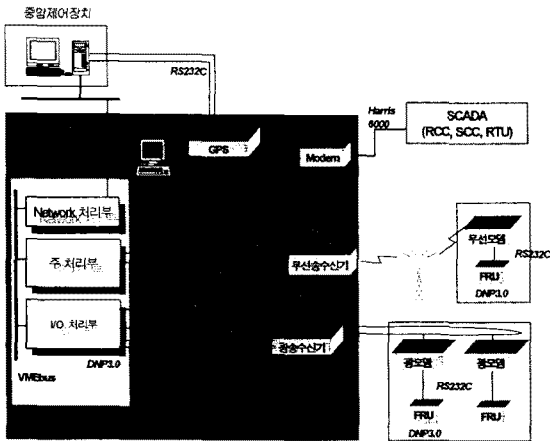 중앙제어장치
RS232C
Harris
6000
SCADA
(RCC, SCC, RTU)
GPS
Modem
Network 처리부
주 처리부
I/O 처리부
DNP3.0
VMEbus
무선송수신기
광송수신기
무선모뎀
RS232C
FRU
DNP3.0
광모뎀
광모뎀
RS232C
FRU
FRU
DNP3.0